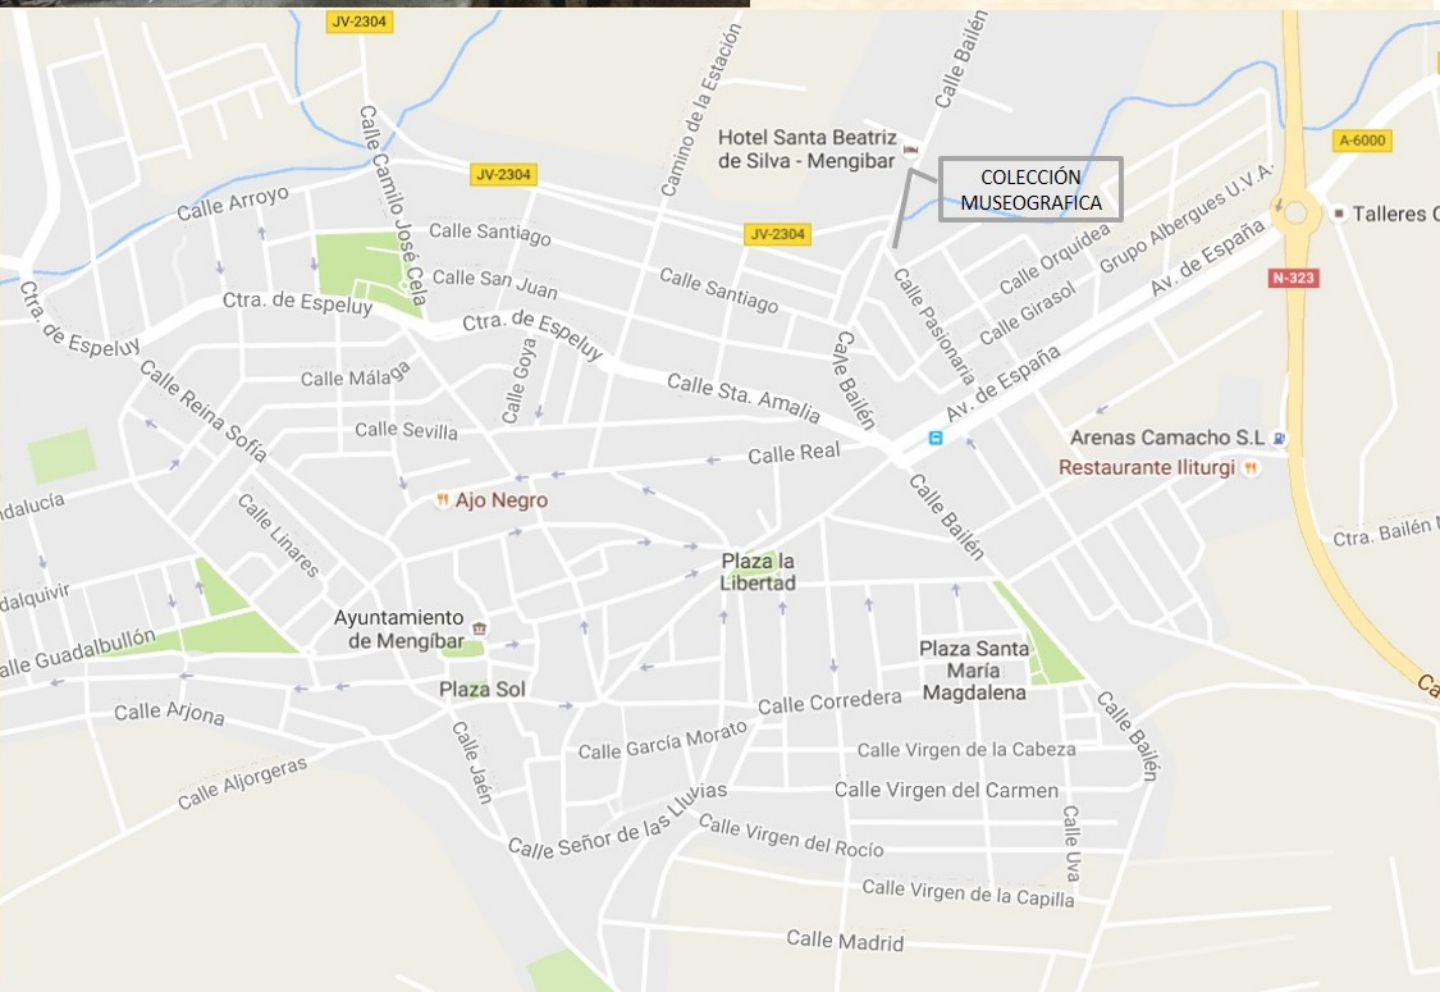 JV-2304
Calle Bailén
Camino de la Estación
Calle Camilo José Cela
Hotel Santa Beatriz
de Silva - Mengibar
A-6000
JV-2304
COLECCIÓN
MUSEOGRAFICA
Calle Arroyo
Calle Santiago
JV-2304
Grupo Albergues U.V.A.
Talleres
Calle Orquídea
Av. de España
N-323
Calle San Juan
Calle Santiago
Calle Pasionaria
Calle Girasol
Ctra. de Espeluy
Ctra. de Espeluy
Ctra. de Espeluy
Calle Goya
Calle Bailén
Av. de España
Calle Málaga
Calle Reina Sofía
Calle Sta. Amalia
Calle Sevilla
Calle Real
Arenas Camacho S.L
Restaurante Iliturgi
Ajo Negro
ndalucía
Calle Linares
Calle Bailén
Ctra. Bailén
Plaza la
Libertad
dalquivir
Ayuntamiento
de Mengíbar
alle Guadalbullón
Plaza Santa
María
Magdalena
Plaza Sol
Ca
Calle Arjona
Calle Corredera
Calle Bailén
Calle García Morato
Calle Virgen de la Cabeza
Calle Jaén
Calle Aljorgeras
Calle Virgen del Carmen
Calle Señor de las Lluvias
Calle Virgen del Rocío
Calle Uva
Calle Virgen de la Capilla
Calle Madrid